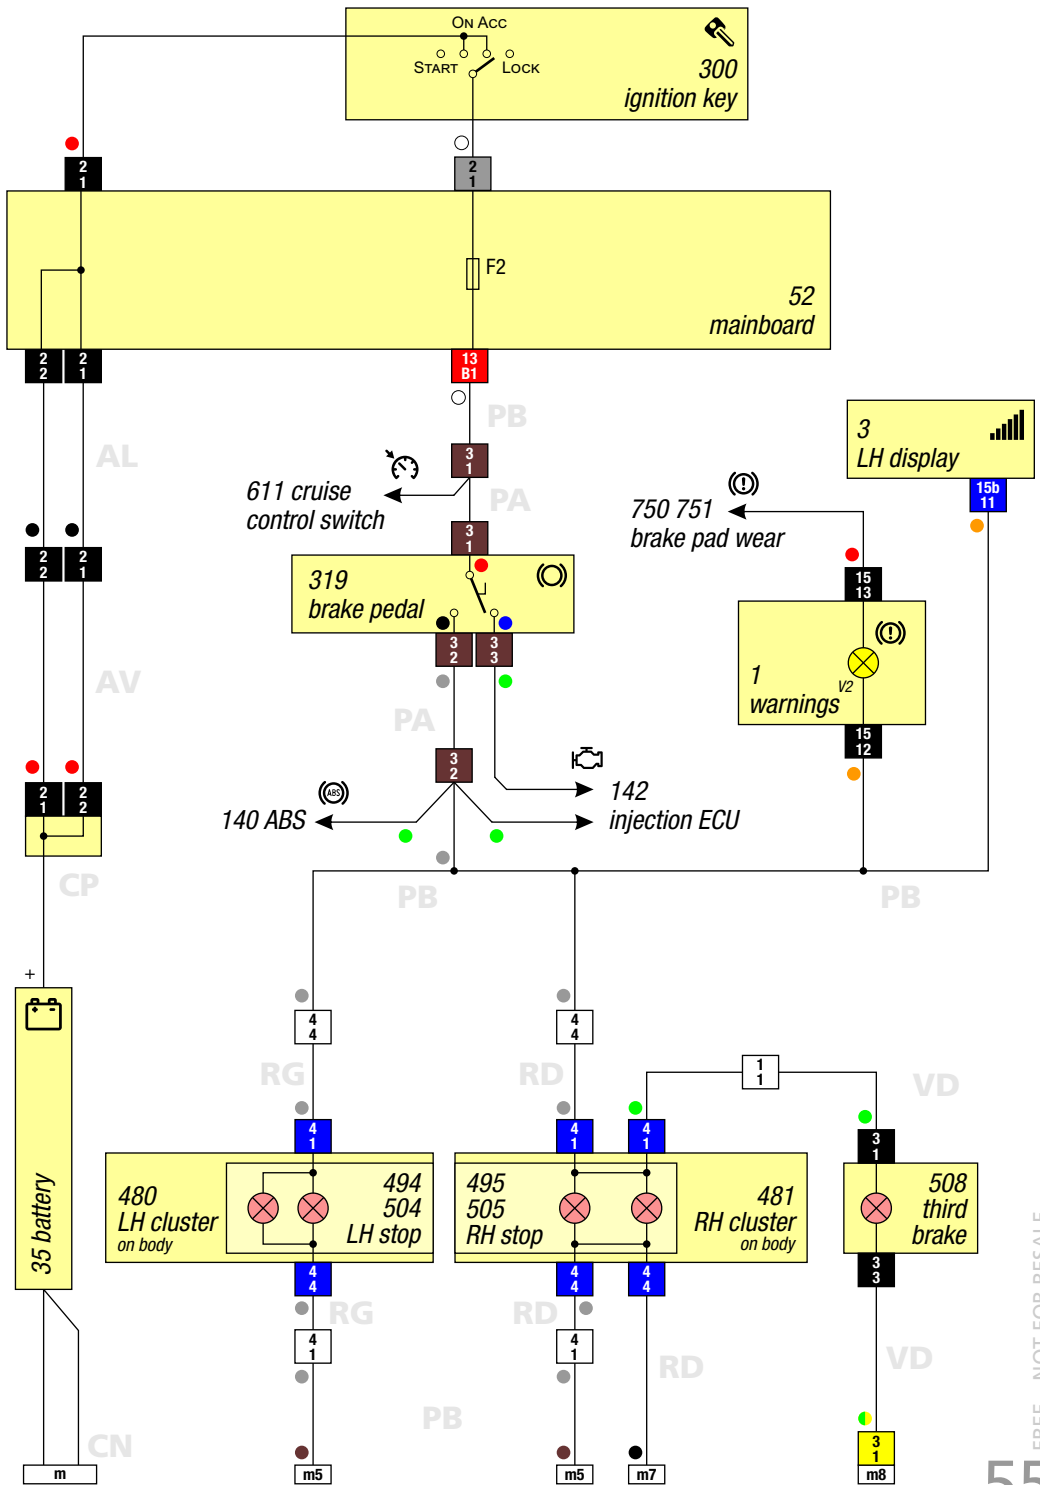 ON ACC
START
LOCK
300
ignition key
2
1
2
1
F2
52
mainboard
2
2
2
1
13
B1
PB
AL
3
1
611 cruise
control switch
PA
3
LH display
15b
11
750 751
brake pad wear
2
2
2
1
3
1
319
brake pedal
15
13
1
warnings
V2
15
12
3
2
3
3
AV
PA
3
2
ABS
140 ABS
142
injection ECU
2
1
2
2
CP
PB
PB
+
35 battery
4
4
4
4
RG
RD
1
1
VD
4
1
4
1
4
1
3
1
480
LH cluster
on body
494
504
LH stop
495
505
RH stop
481
RH cluster
on body
508
third
brake
4
4
4
4
4
4
3
3
RG
RD
4
1
4
1
RD
VD
PB
CN
3
1
m
m5
m5
m7
m8
NOT FOR RESALE
FREE
55